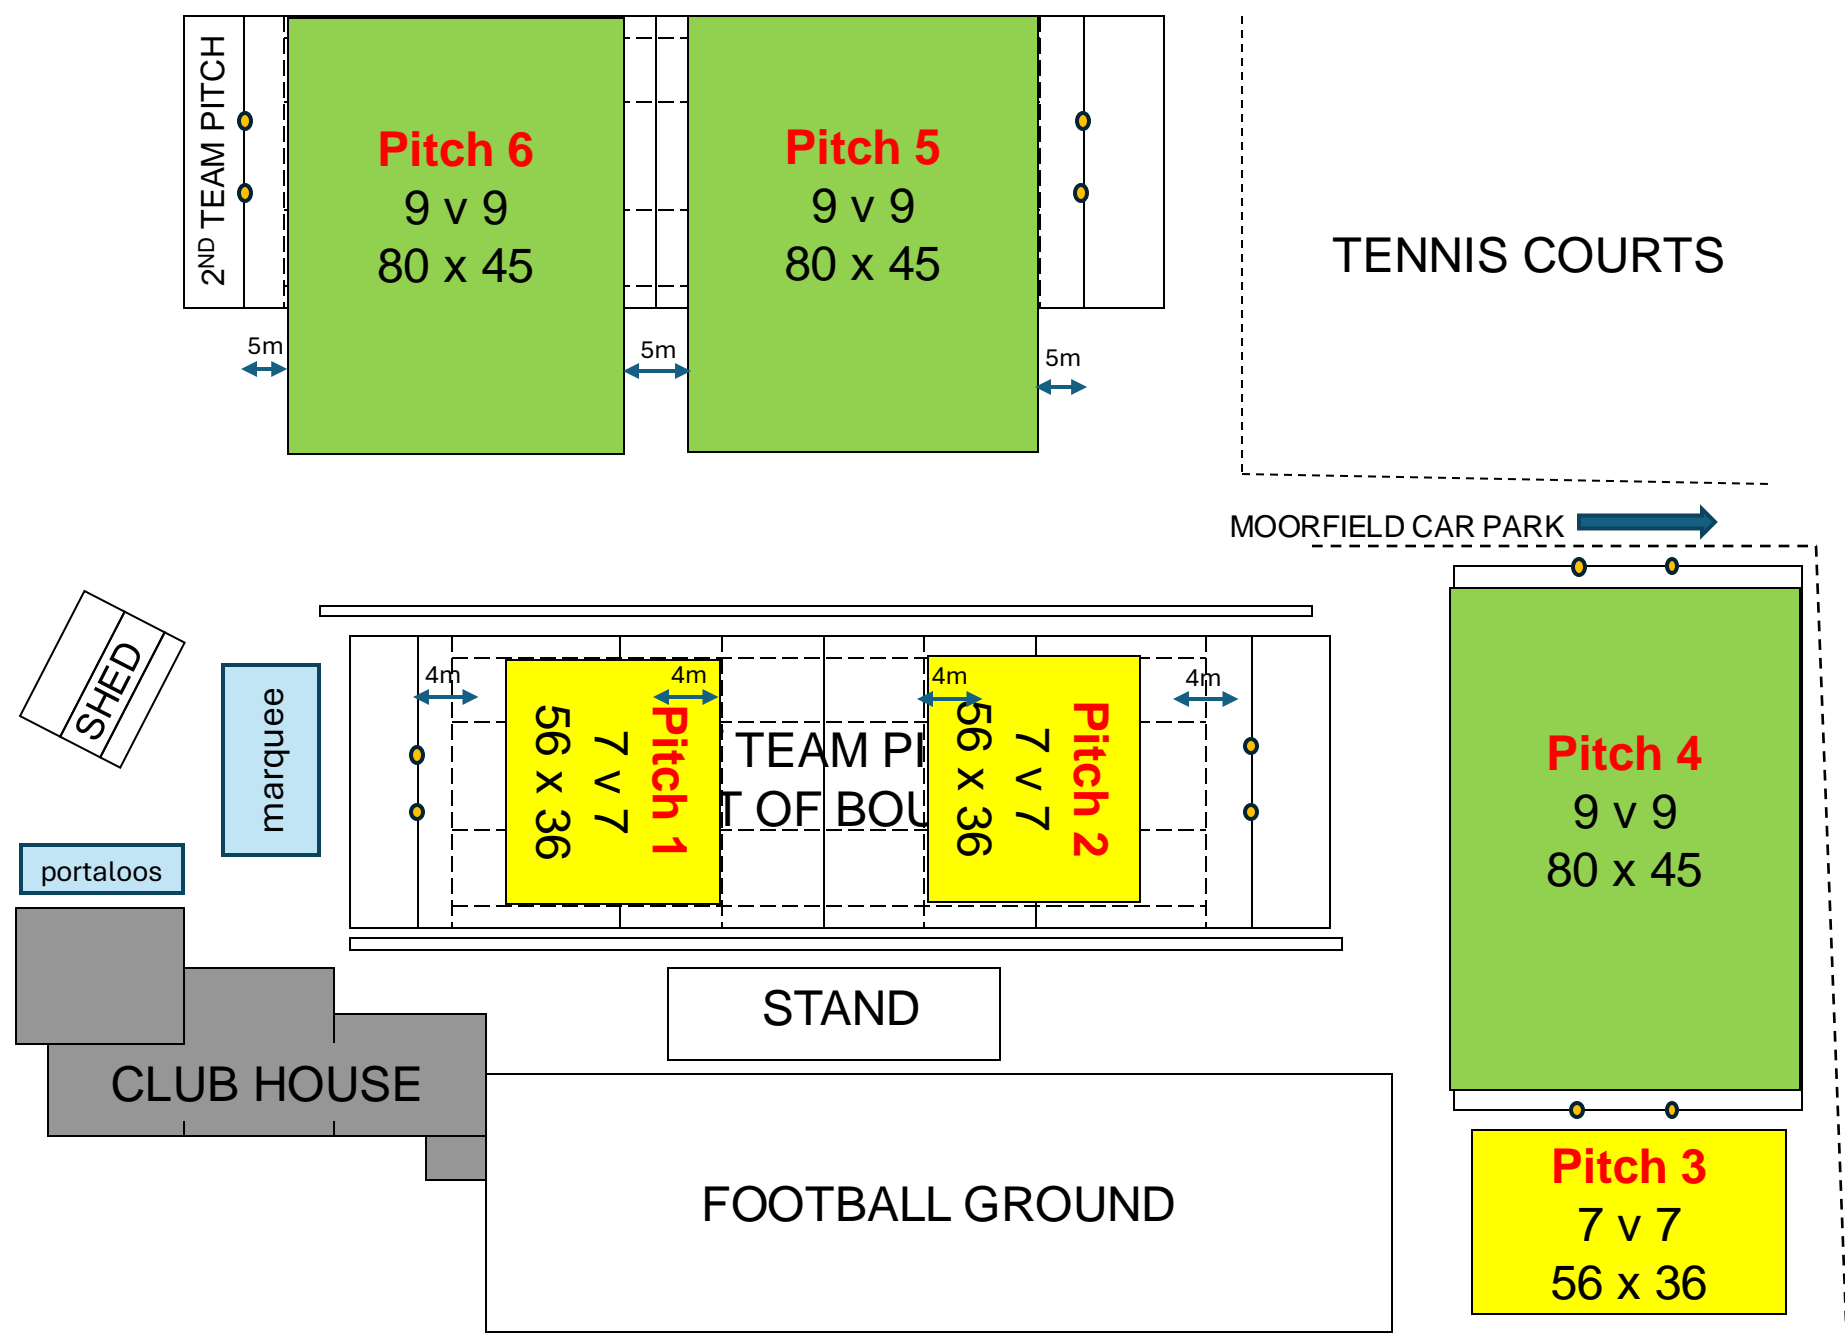 2ND TEAM PITCH
Pitch 6
9 v 9
80 x 45
Pitch 5
9 v 9
80 x 45
TENNIS COURTS
5m
5m
5m
MOORFIELD CAR PARK
SHED
marquee
portaloos
4m
4m
4m
4m
Pitch 1
7 v 7
56 x 36
TEAM
OF
Pitch 2
7 v 7
56 x 36
Pitch 4
9 v 9
80 x 45
STAND
CLUB HOUSE
FOOTBALL GROUND
Pitch 3
7 v 7
56 x 36